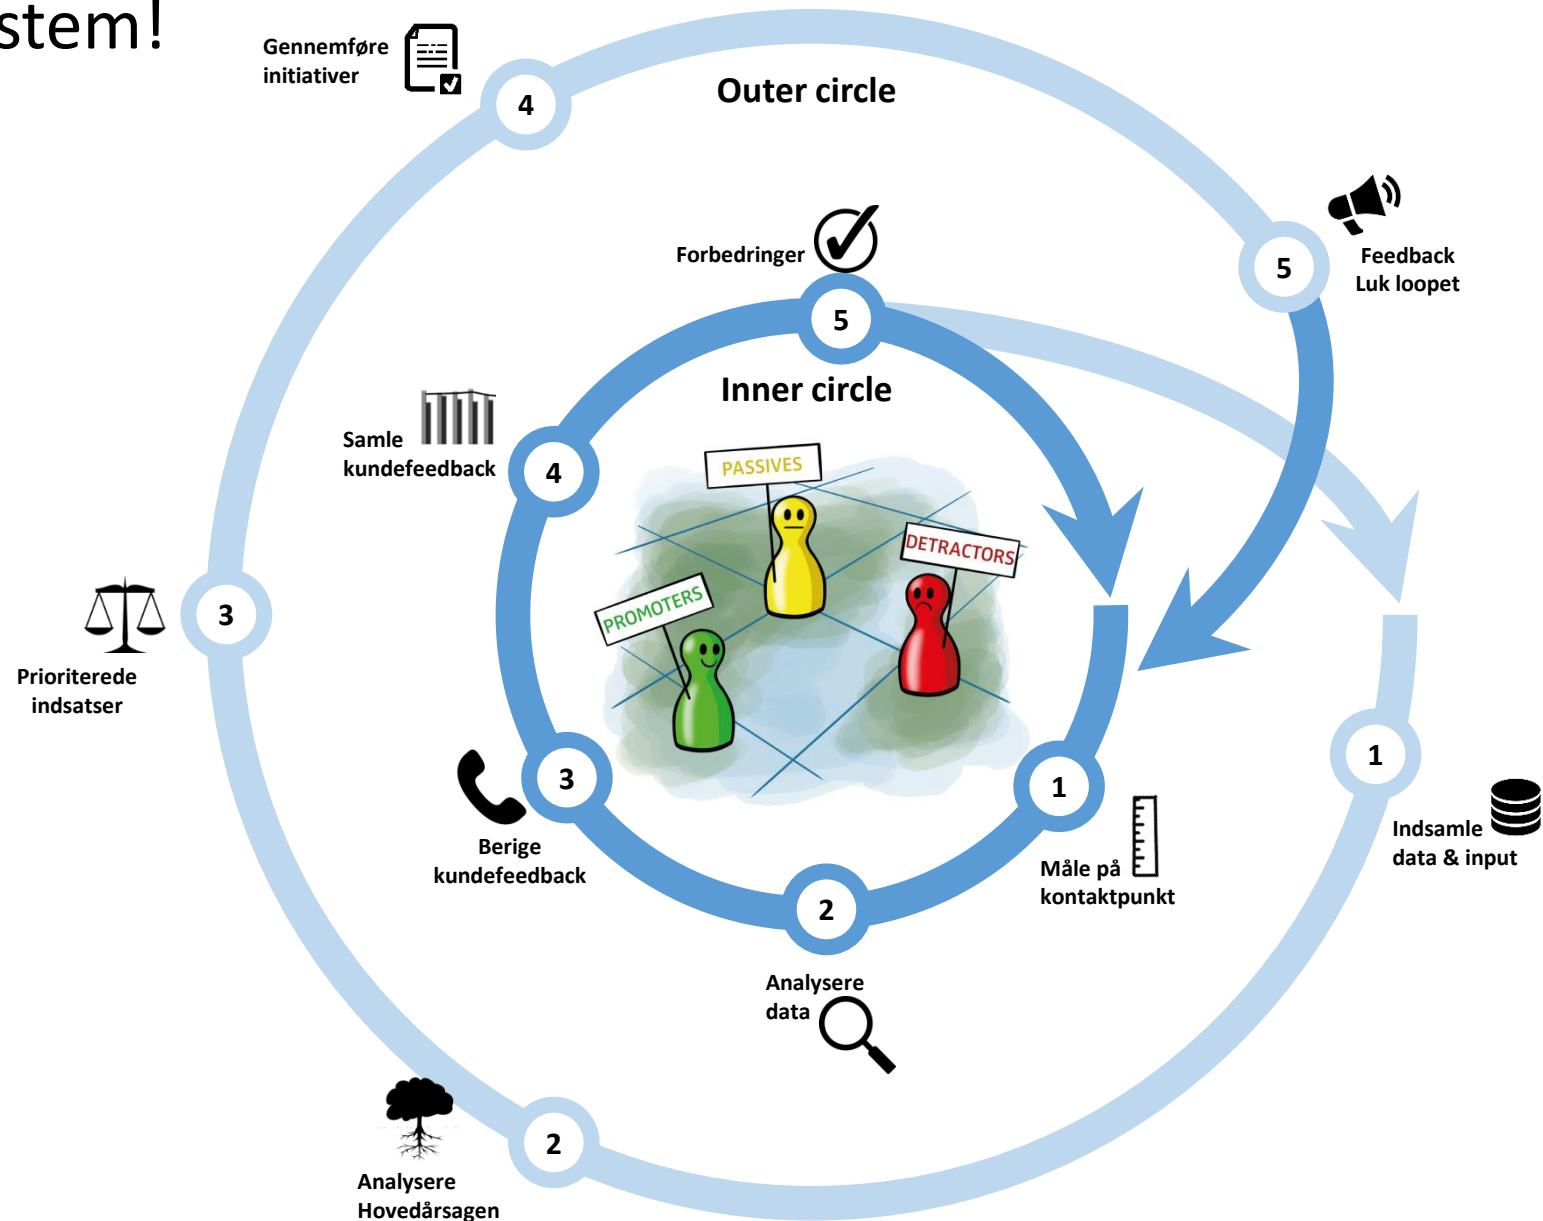 stem!
Gennemføre
initiativer
4
Outer circle
5
Feedback
Luk loopet
Forbedringer
5
Inner circle
Samle
kundefeedback
4
PASSIVES
DETRACTORS
PROMOTERS
3
Prioriterede
indsatser
3
Berige
kundefeedback
1
Måle på
kontaktpunkt
1
Indsamle
data & input
2
Analysere
data
2
Analysere
Hovedårsagen